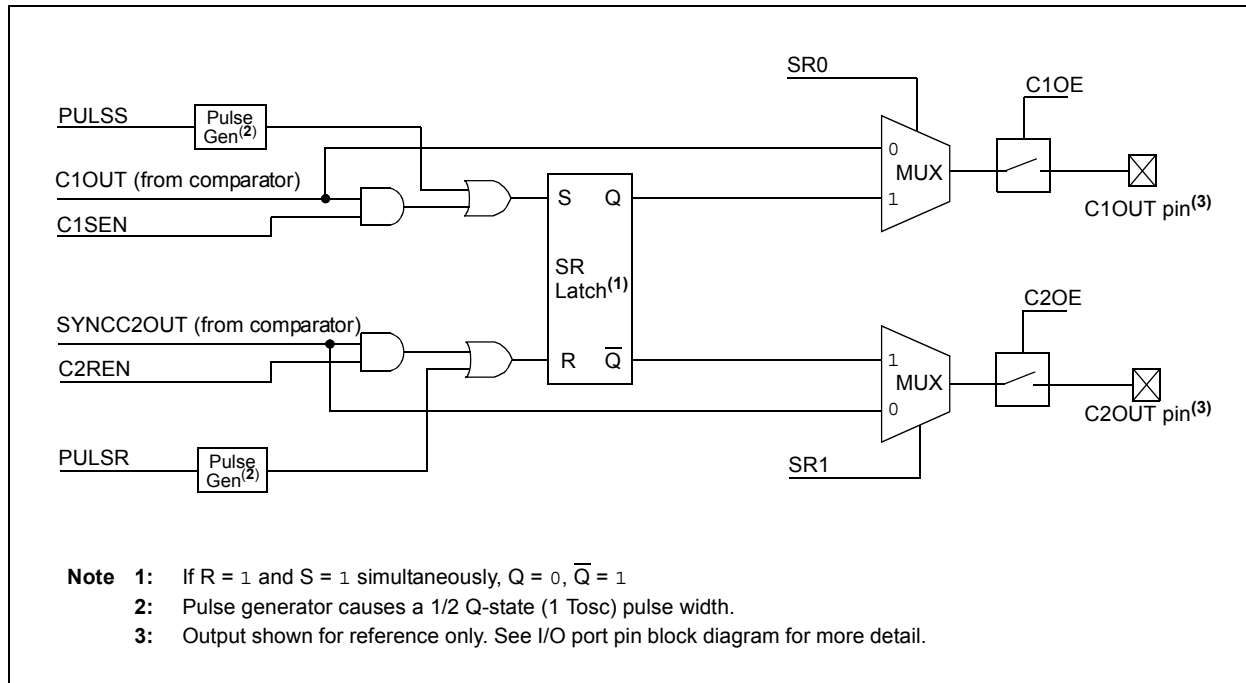 SR0
C1OE
PULSS
Pulse
Gen(2)
C1OUT (from comparator)
0
MUX
S Q
1
C1OUT pin(3)
C1SEN
SR
Latch(1)
C2OE
SYNCC2OUT (from comparator)
R Q̅
1
C2REN
MUX
0
C2OUT pin(3)
PULSR
Pulse
Gen(2)
SR1
Note 1: If R = 1 and S = 1 simultaneously, Q = 0, Q̅ = 1
2: Pulse generator causes a 1/2 Q-state (1 Tosc) pulse width.
3: Output shown for reference only. See I/O port pin block diagram for more detail.